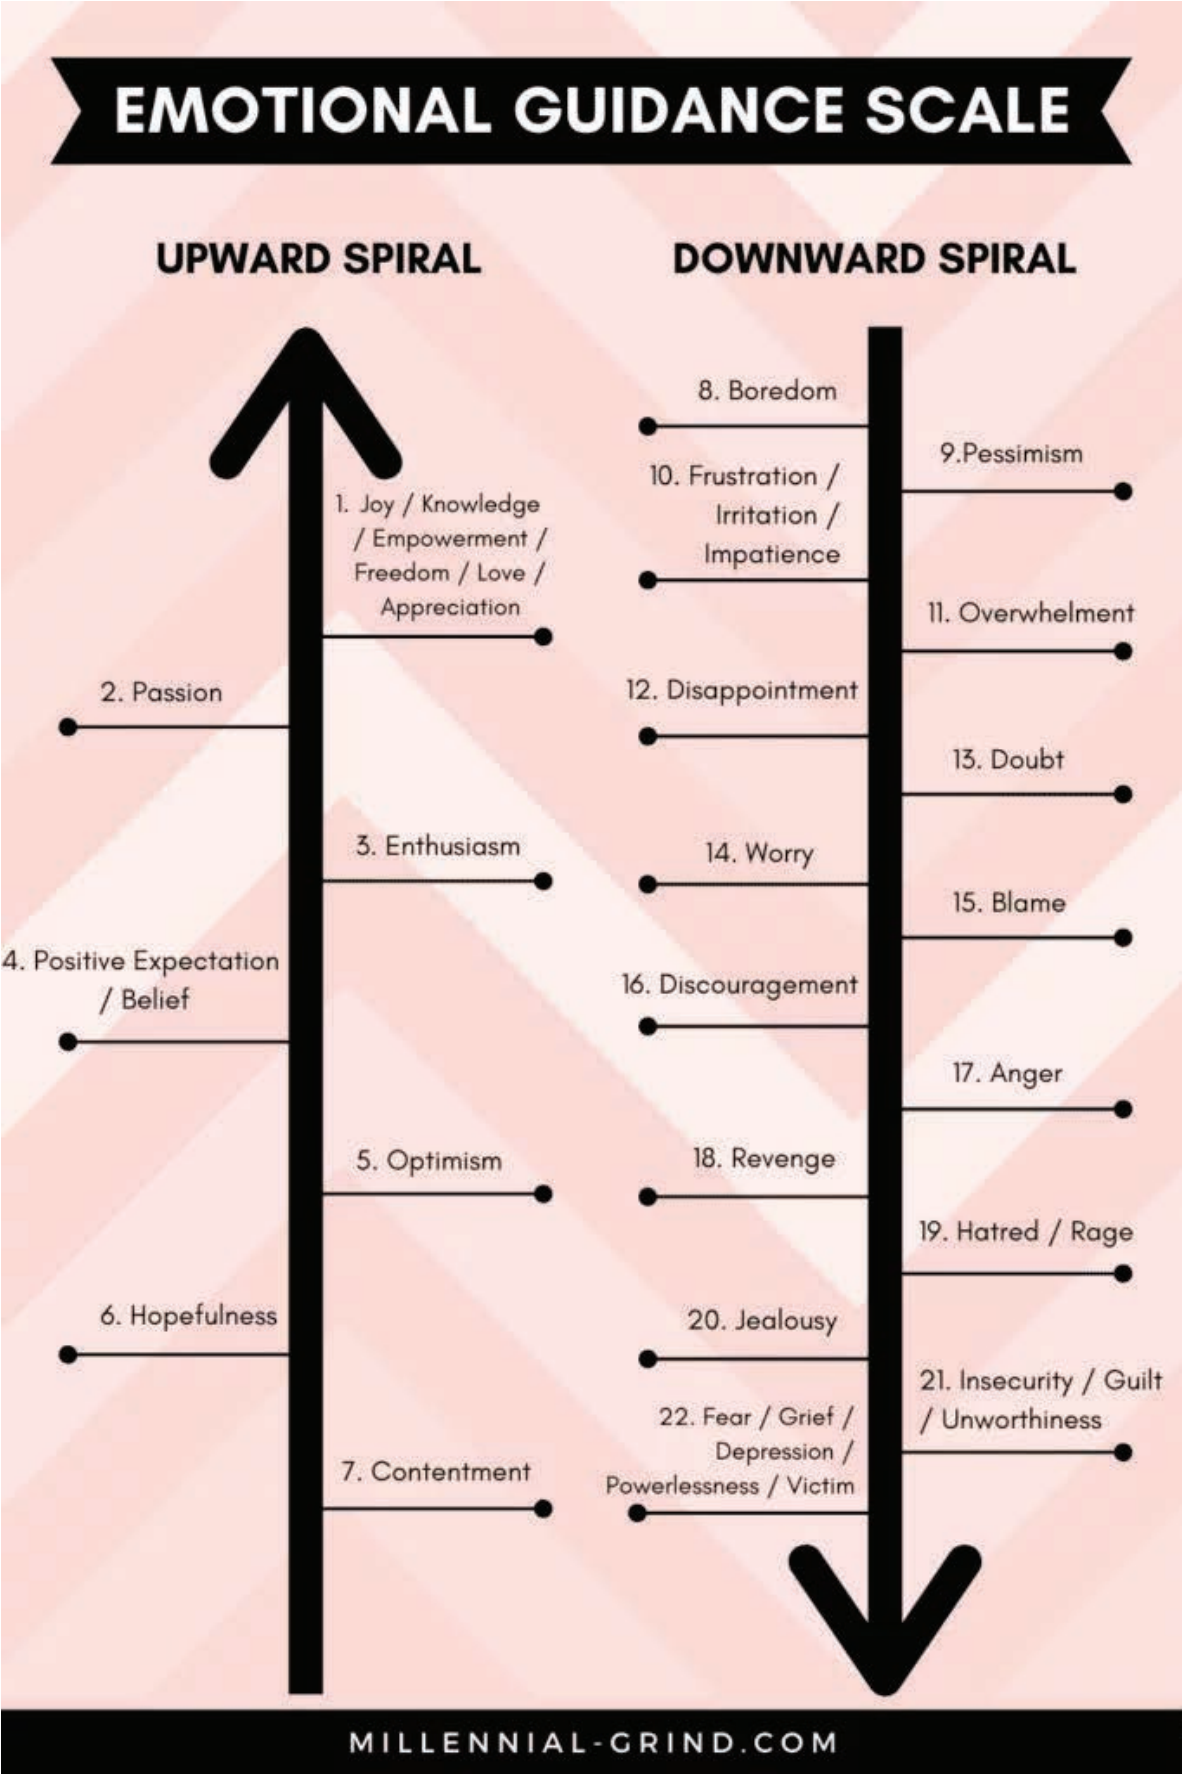 EMOTIONAL GUIDANCE SCALE
UPWARD SPIRAL
1. Joy / Knowledge
/ Empowerment /
Freedom / Love /
Appreciation
2. Passion
3. Enthusiasm
4. Positive Expectation
/ Belief
5. Optimism
6. Hopefulness
7. Contentment
DOWNWARD SPIRAL
8. Boredom
9.Pessimism
10. Frustration /
Irritation /
Impatience
11. Overwhelment
12. Disappointment
13. Doubt
14. Worry
15. Blame
16. Discouragement
17. Anger
18. Revenge
19. Hatred / Rage
20. Jealousy
21. Insecurity / Guilt
/ Unworthiness
22. Fear / Grief /
Depression /
Powerlessness / Victim
MILLENNIAL-GRIND.COM